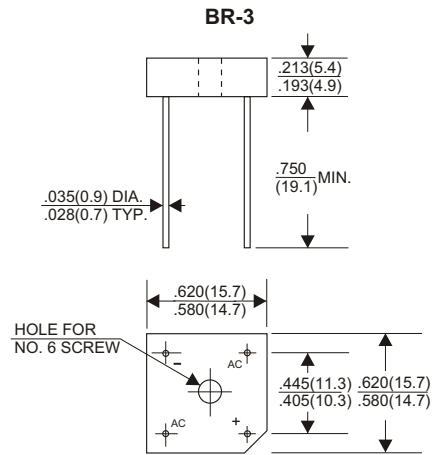 BR-3
.213(5.4)
.193(4.9)
.750
(19.1)
MIN.
.035(0.9) DIA.
.028(0.7) TYP.
.620(15.7)
.580(14.7)
HOLE FOR
NO. 6 SCREW
-
AC
.445(11.3)
.405(10.3)
.620(15.7)
.580(14.7)
AC
+